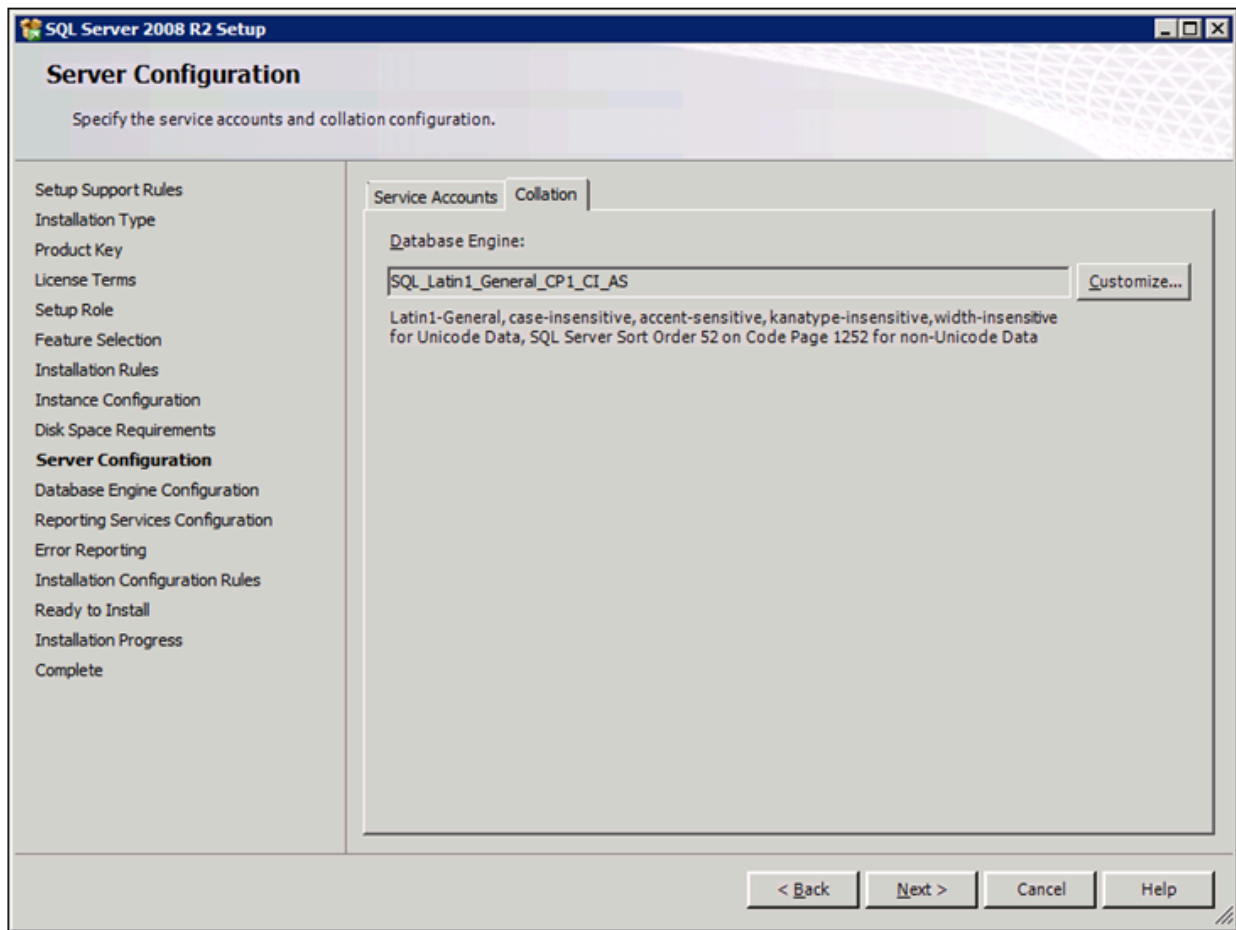 SQL Server 2008 R2 Setup
Server Configuration
Specify the service accounts and collation configuration.
Setup Support Rules
Installation Type
Product Key
License Terms
Setup Role
Feature Selection
Installation Rules
Instance Configuration
Disk Space Requirements
Server Configuration
Database Engine Configuration
Reporting Services Configuration
Error Reporting
Installation Configuration Rules
Ready to Install
Installation Progress
Complete
Service Accounts Collation
Database Engine:
SQL_Latin1_General_CP1_CI_AS Customize...
Latin1-General, case-insensitive, accent-sensitive, kanatype-insensitive,width-insensitive
for Unicode Data, SQL Server Sort Order 52 on Code Page 1252 for non-Unicode Data
< Back Next > Cancel Help